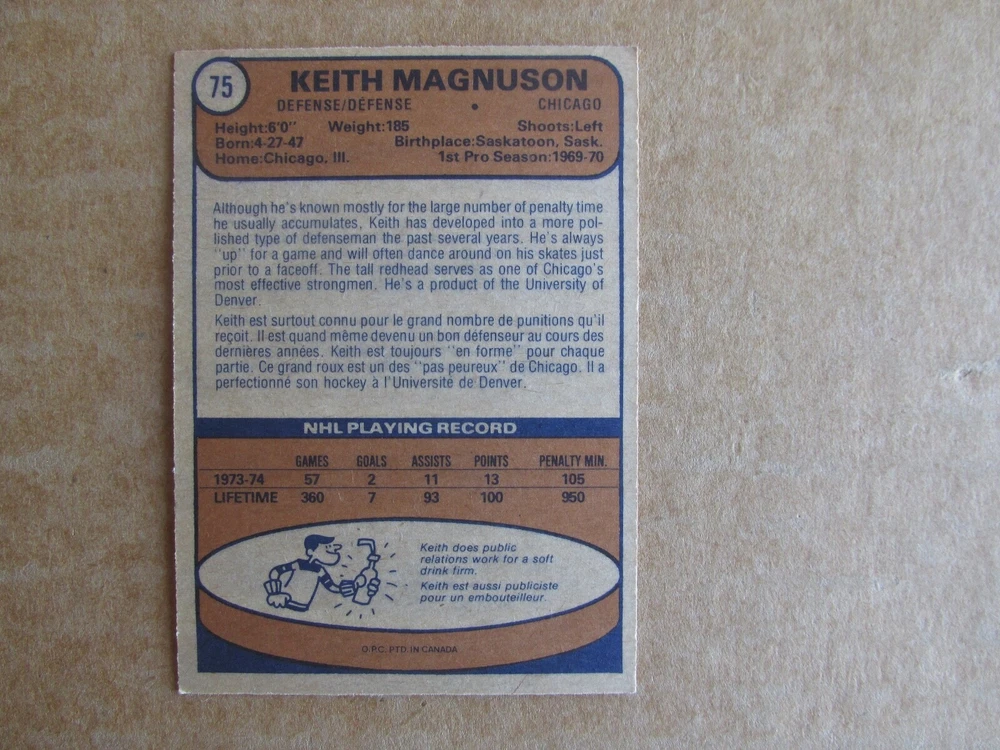 75
KEITH MAGNUSON
DEFENSE/DÉFENSE • CHICAGO
Height:6'0" Weight:185 Shoots:Left
Born:4-27-47 Birthplace:Saskatoon, Sask.
Home:Chicago, Ill. 1st Pro Season:1969-70
Although he's known mostly for the large number of penalty time
he usually accumulates, Keith has developed into a more pol-
lished type of defenseman the past several years. He's always
"up" for a game and will often dance around on his skates just
prior to a faceoff. The tall redhead serves as one of Chicago's
most effective strongmen. He's a product of the University of
Denver.
Keith est surtout connu pour le grand nombre de punitions qu'il
reçoit. Il est quand même devenu un bon défenseur au cours des
dernières années. Keith est toujours "en forme" pour chaque
partie. Ce grand roux est un des "pas peureux" de Chicago. Il a
perfectionné son hockey à l'Université de Denver.
NHL PLAYING RECORD
GAMES GOALS ASSISTS POINTS PENALTY MIN.
1973-74 57 2 11 13 105
LIFETIME 360 7 93 100 950
Keith does public
relations work for a soft
drink firm.
Keith est aussi publiciste
pour un embouteilleur.
O.P.C. PTD. IN CANADA